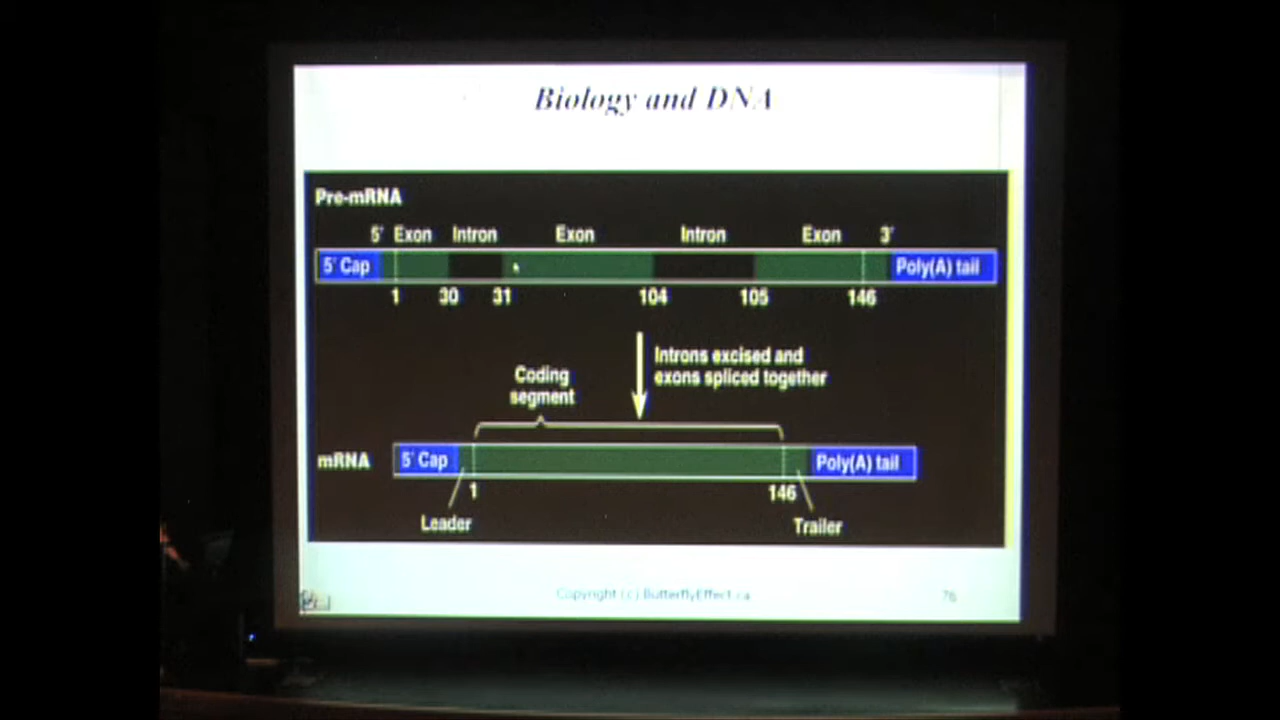 Biology and DNA
Pre-mRNA
5' Exon Intron Exon Intron Exon 3'
5' Cap Poly(A) tail
1 30 31 104 105 146
Introns excised and
exons spliced together
Coding
segment
mRNA 5' Cap Poly(A) tail
1 146
Leader Trailer
Copyright (c) ButterflyEffect.ca 76